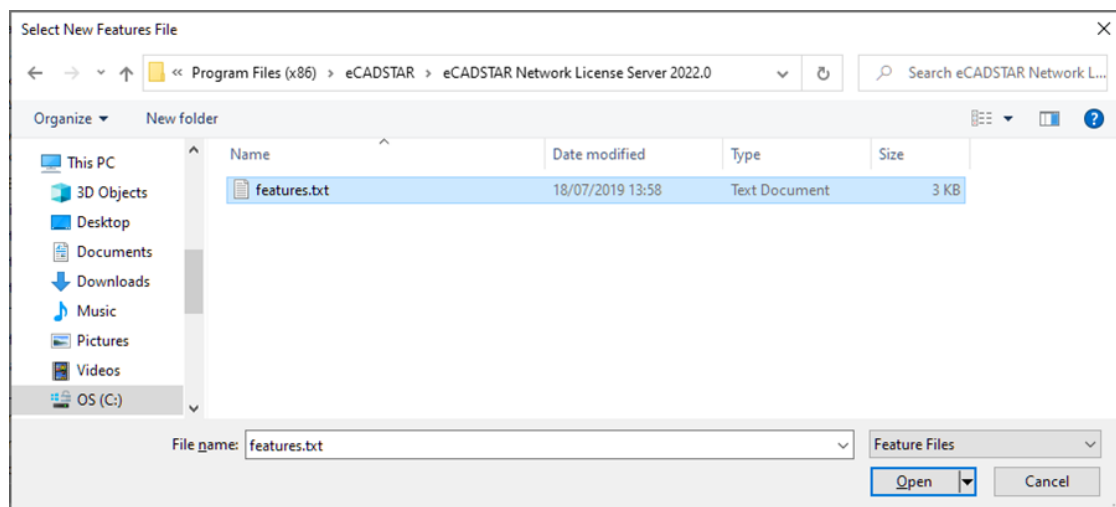 Select New Features File
« Program Files (x86) › eCADSTAR › eCADSTAR Network License Server 2022.0
Search eCADSTAR Network L...
Organize
New folder
Name Date modified Type Size
features.txt 18/07/2019 13:58 Text Document 3 KB
This PC
3D Objects
Desktop
Documents
Downloads
Music
Pictures
Videos
OS (C:)
File name: features.txt
Feature Files
Open
Cancel